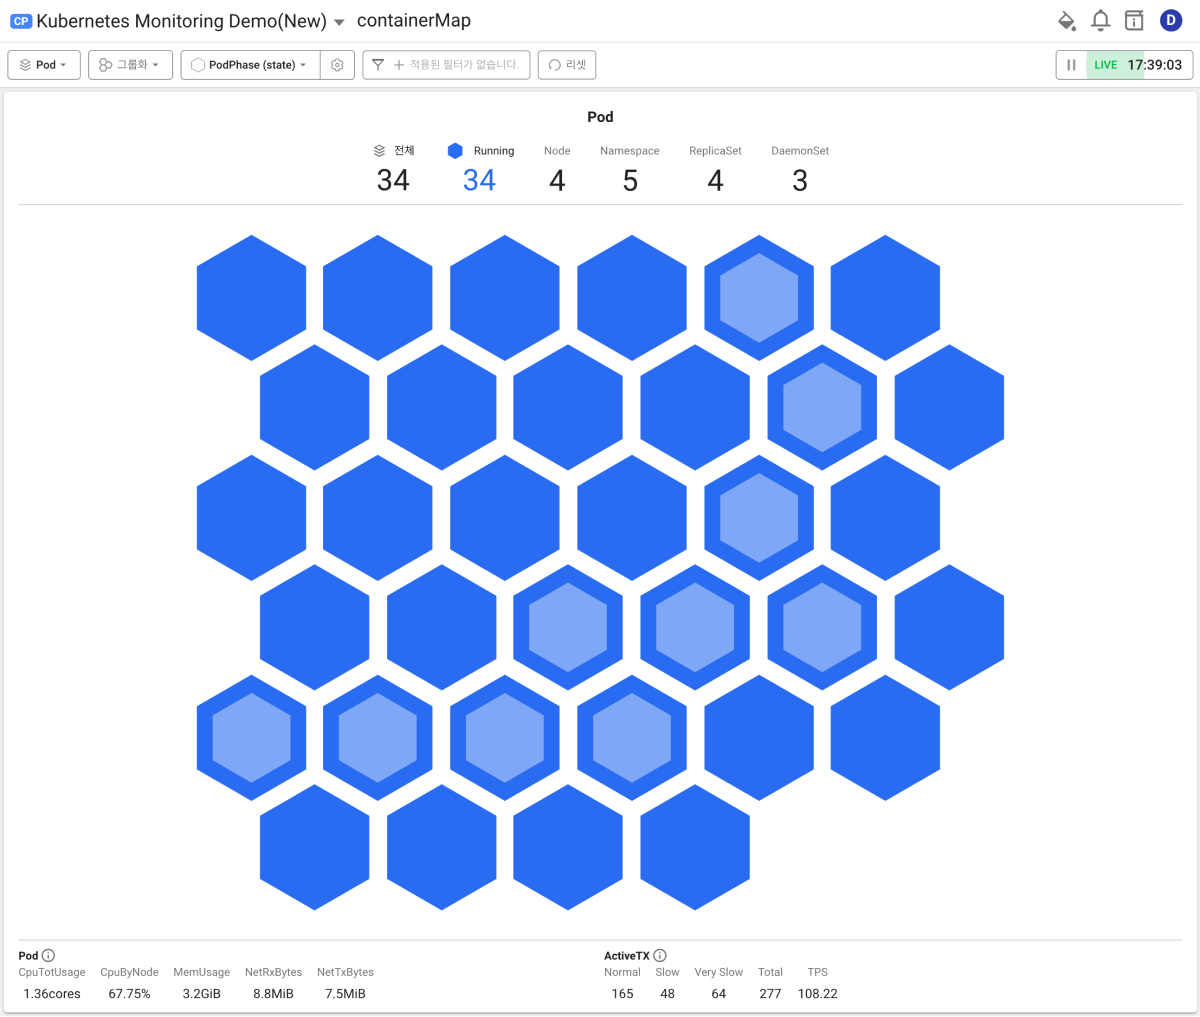 CP Kubernetes Monitoring Demo(New) containerMap D
Pod 그룹화 PodPhase (state) 적용된 필터가 없습니다. 리셋 LIVE 17:39:03
Pod
전체 Running Node Namespace ReplicaSet DaemonSet
34 34 4 5 4 3
Pod
CpuTotUsage CpuByNode MemUsage NetRxBytes NetTxBytes
1.36cores 67.75% 3.2GiB 8.8MiB 7.5MiB
ActiveTX
Normal Slow Very Slow Total TPS
165 48 64 277 108.22